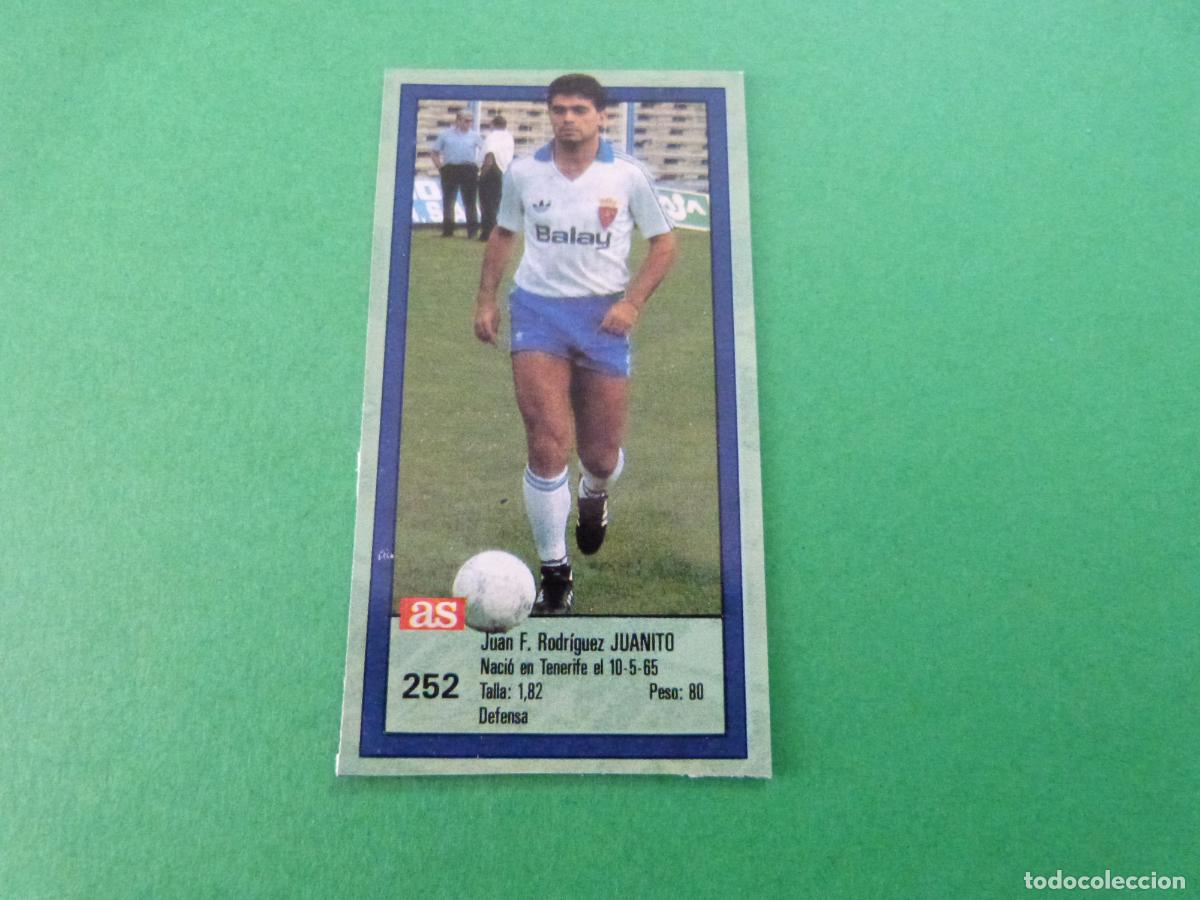 Balay
as
252
Juan F. Rodríguez JUANITO
Nació en Tenerife el 10-5-65
Talla: 1,82 Peso: 80
Defensa
todocoleccion